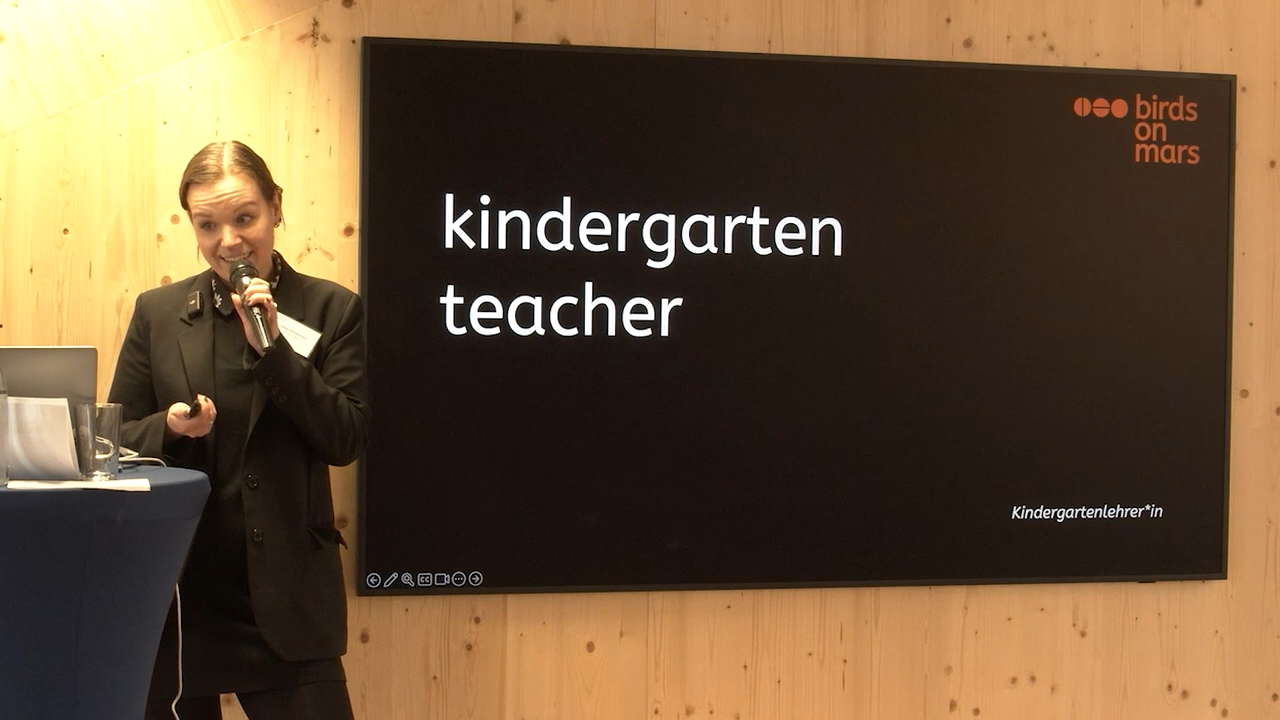 birds
on
mars
kindergarten
teacher
Kindergartenlehrer*in